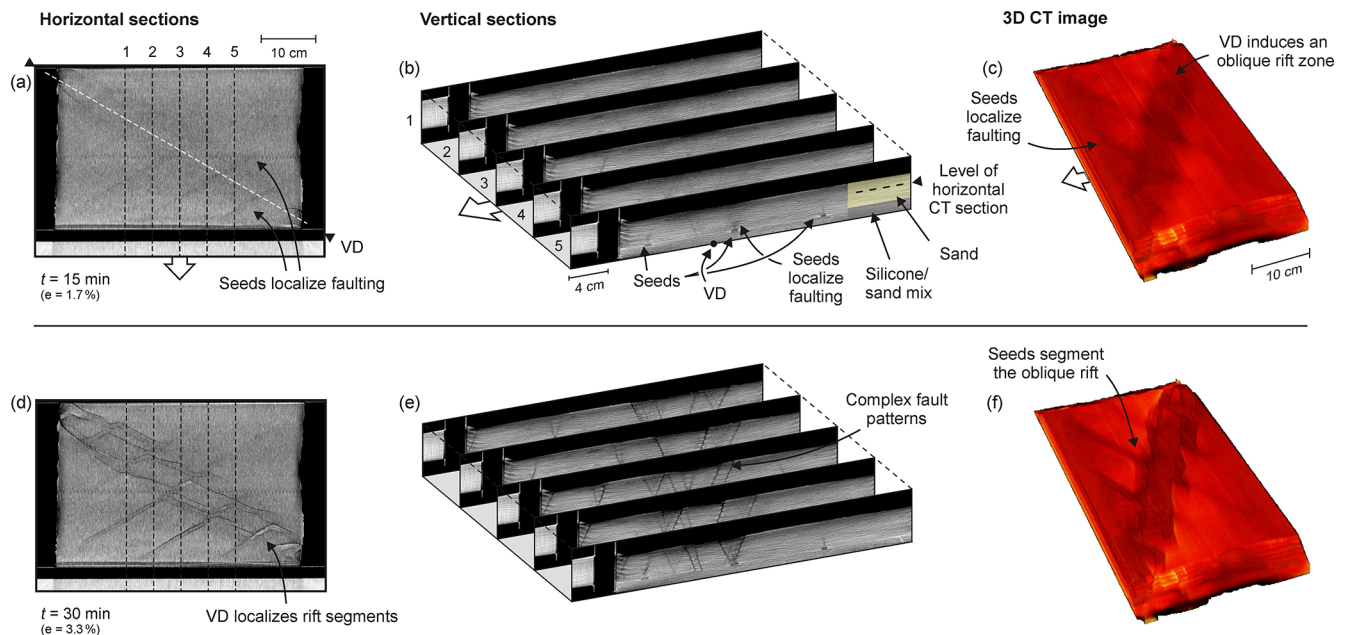 Horizontal sections
Vertical sections
3D CT image
1 2 3 4 5
10 cm
(a)
VD
t = 15 min
(e = 1.7 %)
Seeds localize faulting
(b)
1
2
3
4
5
4 cm
Seeds
VD
Seeds
localize
faulting
Silicone/
sand mix
Sand
Level of
horizontal
CT section
(c)
VD induces an
oblique rift zone
Seeds
localize
faulting
10 cm
(d)
t = 30 min
(e = 3.3 %)
VD localizes rift segments
(e)
Complex fault
patterns
(f)
Seeds segment
the oblique rift